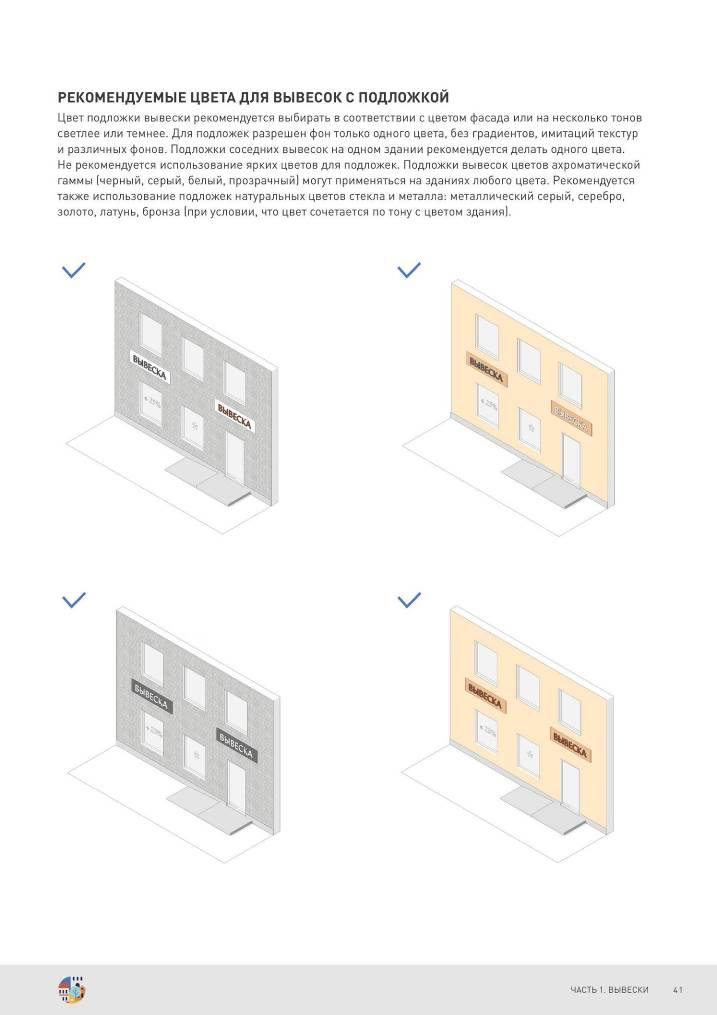 РЕКОМЕНДУЕМЫЕ ЦВЕТА ДЛЯ ВЫВЕСОК С ПОДЛОЖКОЙ
Цвет подложки вывески рекомендуется выбирать в соответствии с цветом фасада или на несколько тонов
светлее или темнее. Для подложек разрешен фон только одного цвета, без градиентов, имитаций текстур
и различных фонов. Подложки соседних вывесок на одном здании рекомендуется делать одного цвета.
Не рекомендуется использование ярких цветов для подложек. Подложки вывесок цветов ахроматической
гаммы (черный, серый, белый, прозрачный) могут применяться на зданиях любого цвета. Рекомендуется
также использование подложек натуральных цветов стекла и металла: металлический серый, серебро,
золото, латунь, бронза (при условии, что цвет сочетается по тону с цветом здания).
ВЫВЕСКА
ВЫВЕСКА
ВЫВЕСКА
ВЫВЕСКА
ВЫВЕСКА
ВЫВЕСКА
ВЫВЕСКА
ВЫВЕСКА
ЧАСТЬ 1. ВЫВЕСКИ 41